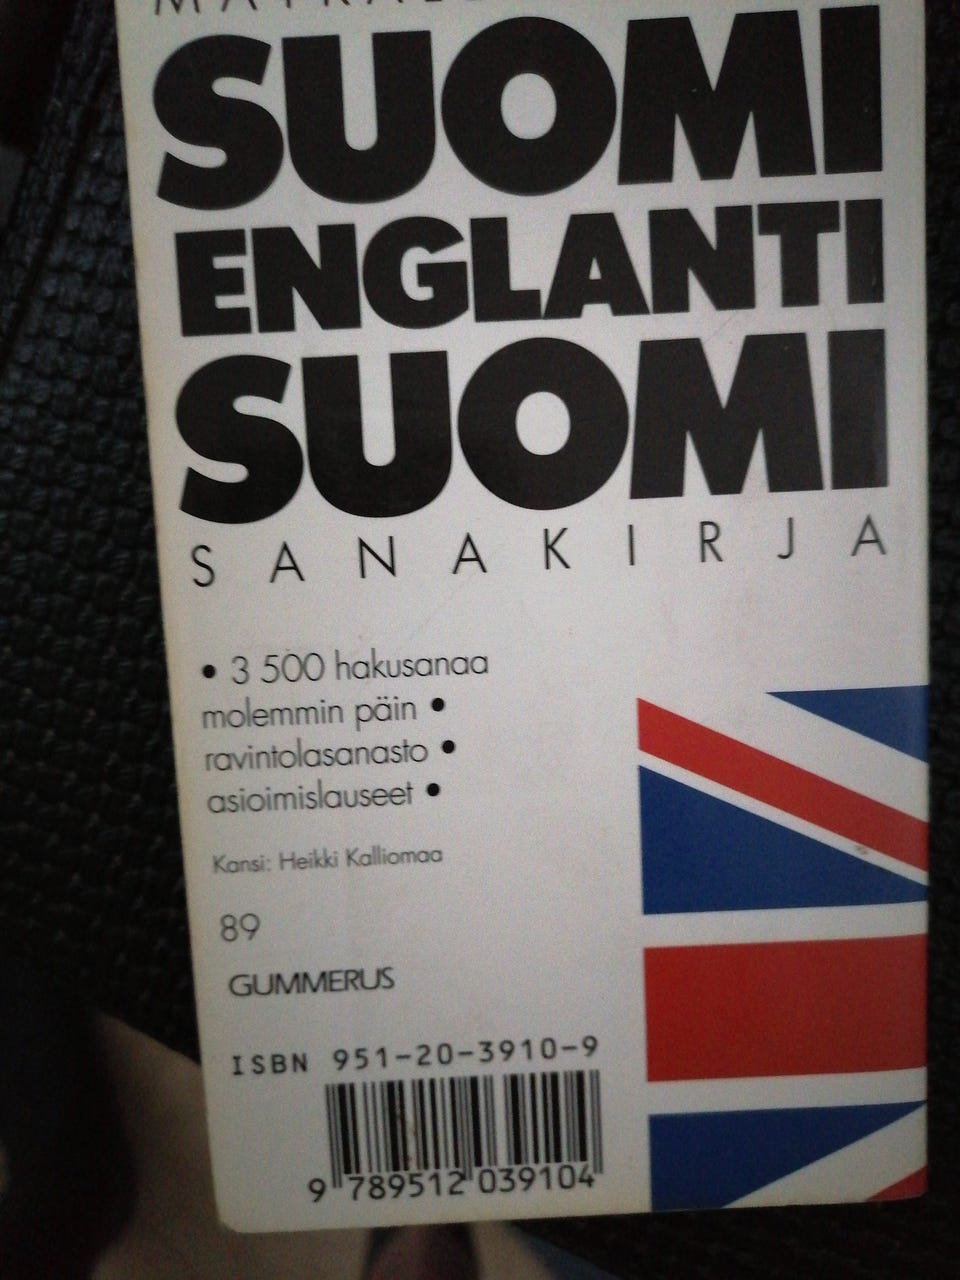 SUOMI
ENGLANTI
SUOMI
SANAKIRJA
• 3 500 hakusanaa
molemmin päin •
ravintolasanasto •
asioimislauseet •
Kansi: Heikki Kalliomaa
89
GUMMERUS
ISBN 951-20-3910-9
9 789512 039104